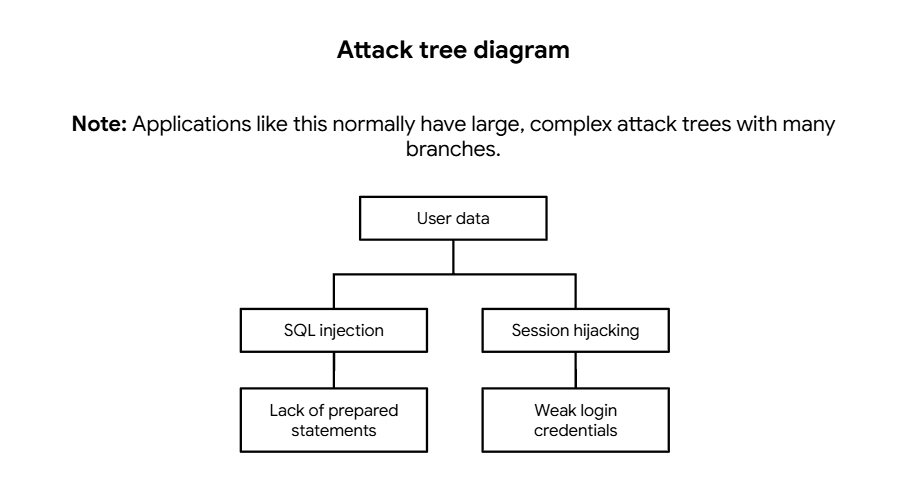 Attack tree diagram
Note: Applications like this normally have large, complex attack trees with many
branches.
User data
SQL injection
Session hijacking
Lack of prepared
statements
Weak login
credentials